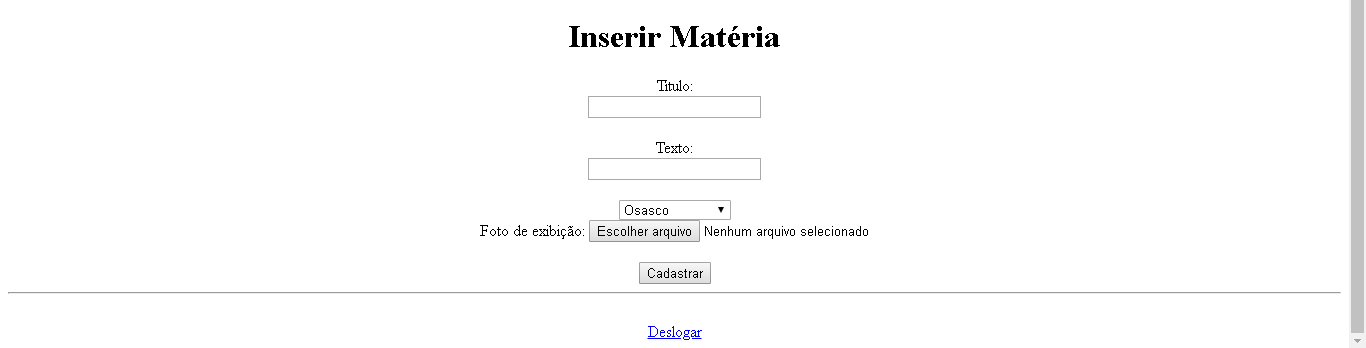 Inserir Matéria
Titulo:
Texto:
Osasco
Foto de exibição: Escolher arquivo Nenhum arquivo selecionado
Cadastrar
Deslogar